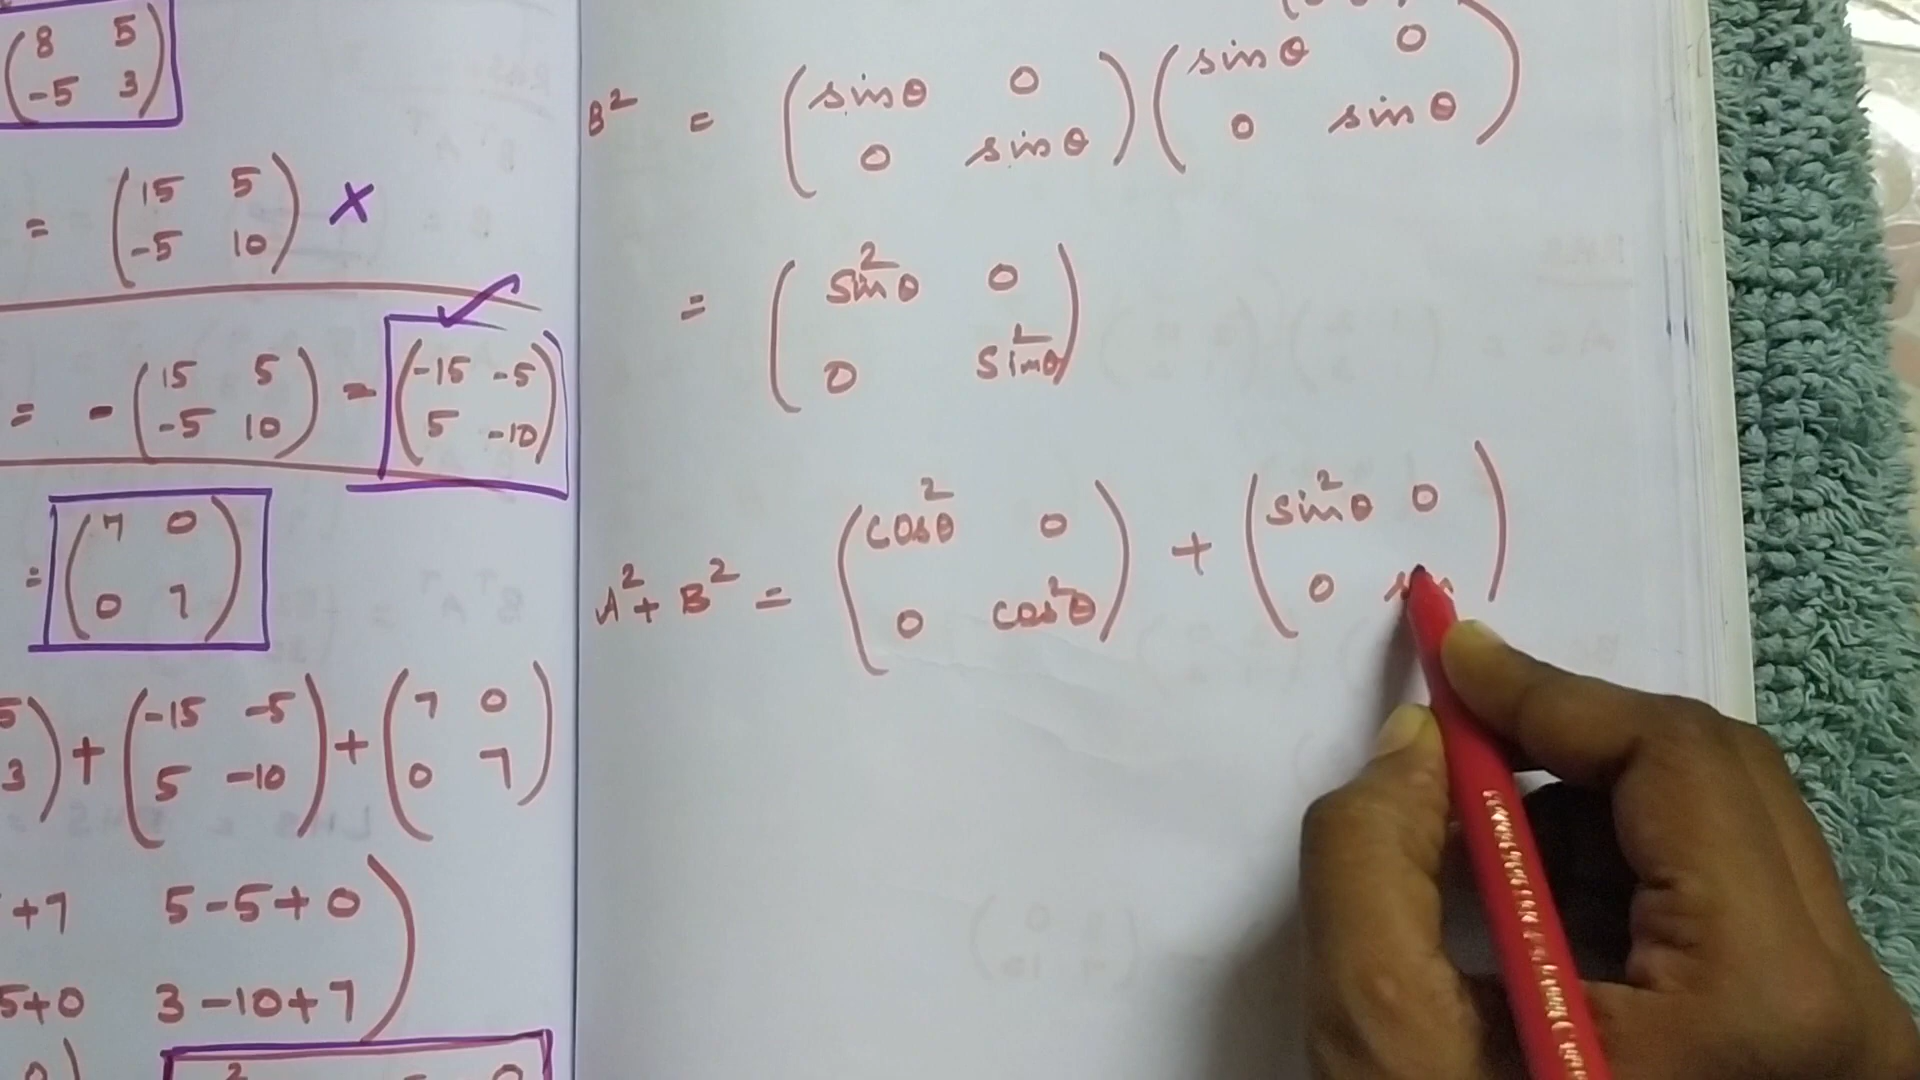 8 5
-5 3
= 15 5 ×
-5 10
= - 15 5 = -15 -5
-5 10 5 -10
= 7 0
0 7
5 + -15 -5 + 7 0
3 5 -10 0 7
+7 5-5+0
5+0 3-10+7
B² = (sinθ 0) (sinθ 0)
0 sinθ 0 sinθ
= sin²θ 0
0 sin²θ
A² + B² = cos²θ 0 + sin²θ 0
0 cos²θ 0